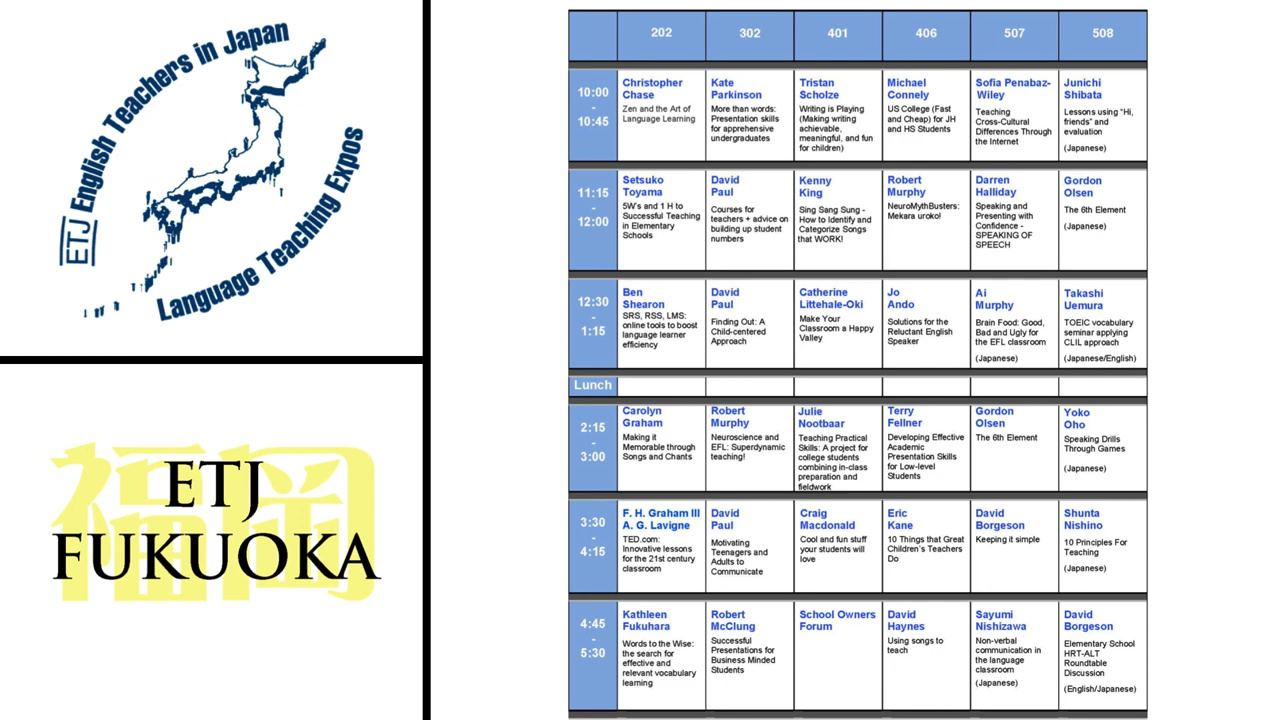 ETJ English Teachers in Japan
Language Teaching Expos
福岡
ETJ
FUKUOKA
202 302 401 406 507 508
10:00
-
10:45
Christopher
Chase
Zen and the Art of
Language Learning
Kate
Parkinson
More than words:
Presentation skills
for apprehensive
undergraduates
Tristan
Scholze
Writing is Playing
(Making writing
achievable,
meaningful, and fun
for children)
Michael
Connely
US College (Fast
and Cheap) for JH
and HS Students
Sofia Penabaz-
Wiley
Teaching
Cross-Cultural
Differences Through
the Internet
Junichi
Shibata
Lessons using "Hi,
friends" and
evaluation
(Japanese)
11:15
-
12:00
Setsuko
Toyama
5W's and 1 H to
Successful Teaching
in Elementary
Schools
David
Paul
Courses for
teachers + advice on
building up student
numbers
Kenny
King
Sing Sang Sung -
How to Identify and
Categorize Songs
that WORK!
Robert
Murphy
NeuroMythBusters:
Mekara uroko!
Darren
Halliday
Speaking and
Presenting with
Confidence -
SPEAKING OF
SPEECH
Gordon
Olsen
The 6th Element
(Japanese)
12:30
-
1:15
Ben
Shearon
SRS, RSS, LMS:
online tools to boost
language learner
efficiency
David
Paul
Finding Out: A
Child-centered
Approach
Catherine
Littehale-Oki
Make Your
Classroom a Happy
Valley
Jo
Ando
Solutions for the
Reluctant English
Speaker
Ai
Murphy
Brain Food: Good,
Bad and Ugly for
the EFL classroom
(Japanese)
Takashi
Uemura
TOEIC vocabulary
seminar applying
CLIL approach
(Japanese/English)
Lunch
2:15
-
3:00
Carolyn
Graham
Making it
Memorable through
Songs and Chants
Robert
Murphy
Neuroscience and
EFL: Superdynamic
teaching!
Julie
Nootbaar
Teaching Practical
Skills: A project for
college students
combining in-class
preparation and
fieldwork
Terry
Fellner
Developing Effective
Academic
Presentation Skills
for Low-level
Students
Gordon
Olsen
The 6th Element
Yoko
Oho
Speaking Drills
Through Games
(Japanese)
3:30
-
4:15
F. H. Graham III
A. G. Lavigne
TED.com:
Innovative lessons
for the 21st century
classroom
David
Paul
Motivating
Teenagers and
Adults to
Communicate
Craig
Macdonald
Cool and fun stuff
your students will
love
Eric
Kane
10 Things that Great
Children's Teachers
Do
David
Borgeson
Keeping it simple
Shunta
Nishino
10 Principles For
Teaching
(Japanese)
4:45
-
5:30
Kathleen
Fukuhara
Words to the Wise:
the search for
effective and
relevant vocabulary
learning
Robert
McClung
Successful
Presentations for
Business Minded
Students
School Owners
Forum
David
Haynes
Using songs to
teach
Sayumi
Nishizawa
Non-verbal
communication in
the language
classroom
(Japanese)
David
Borgeson
Elementary School
HRT-ALT
Roundtable
Discussion
(English/Japanese)